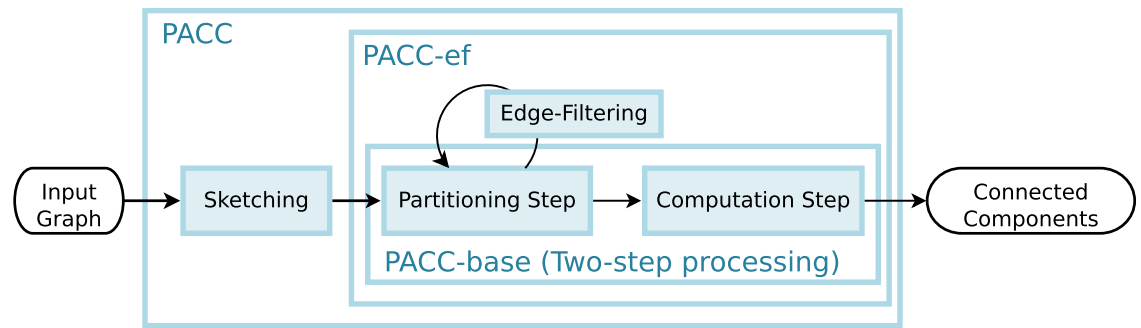 PACC
PACC-ef
Edge-Filtering
Input
Graph
Sketching
Partitioning Step
Computation Step
Connected
Components
PACC-base (Two-step processing)